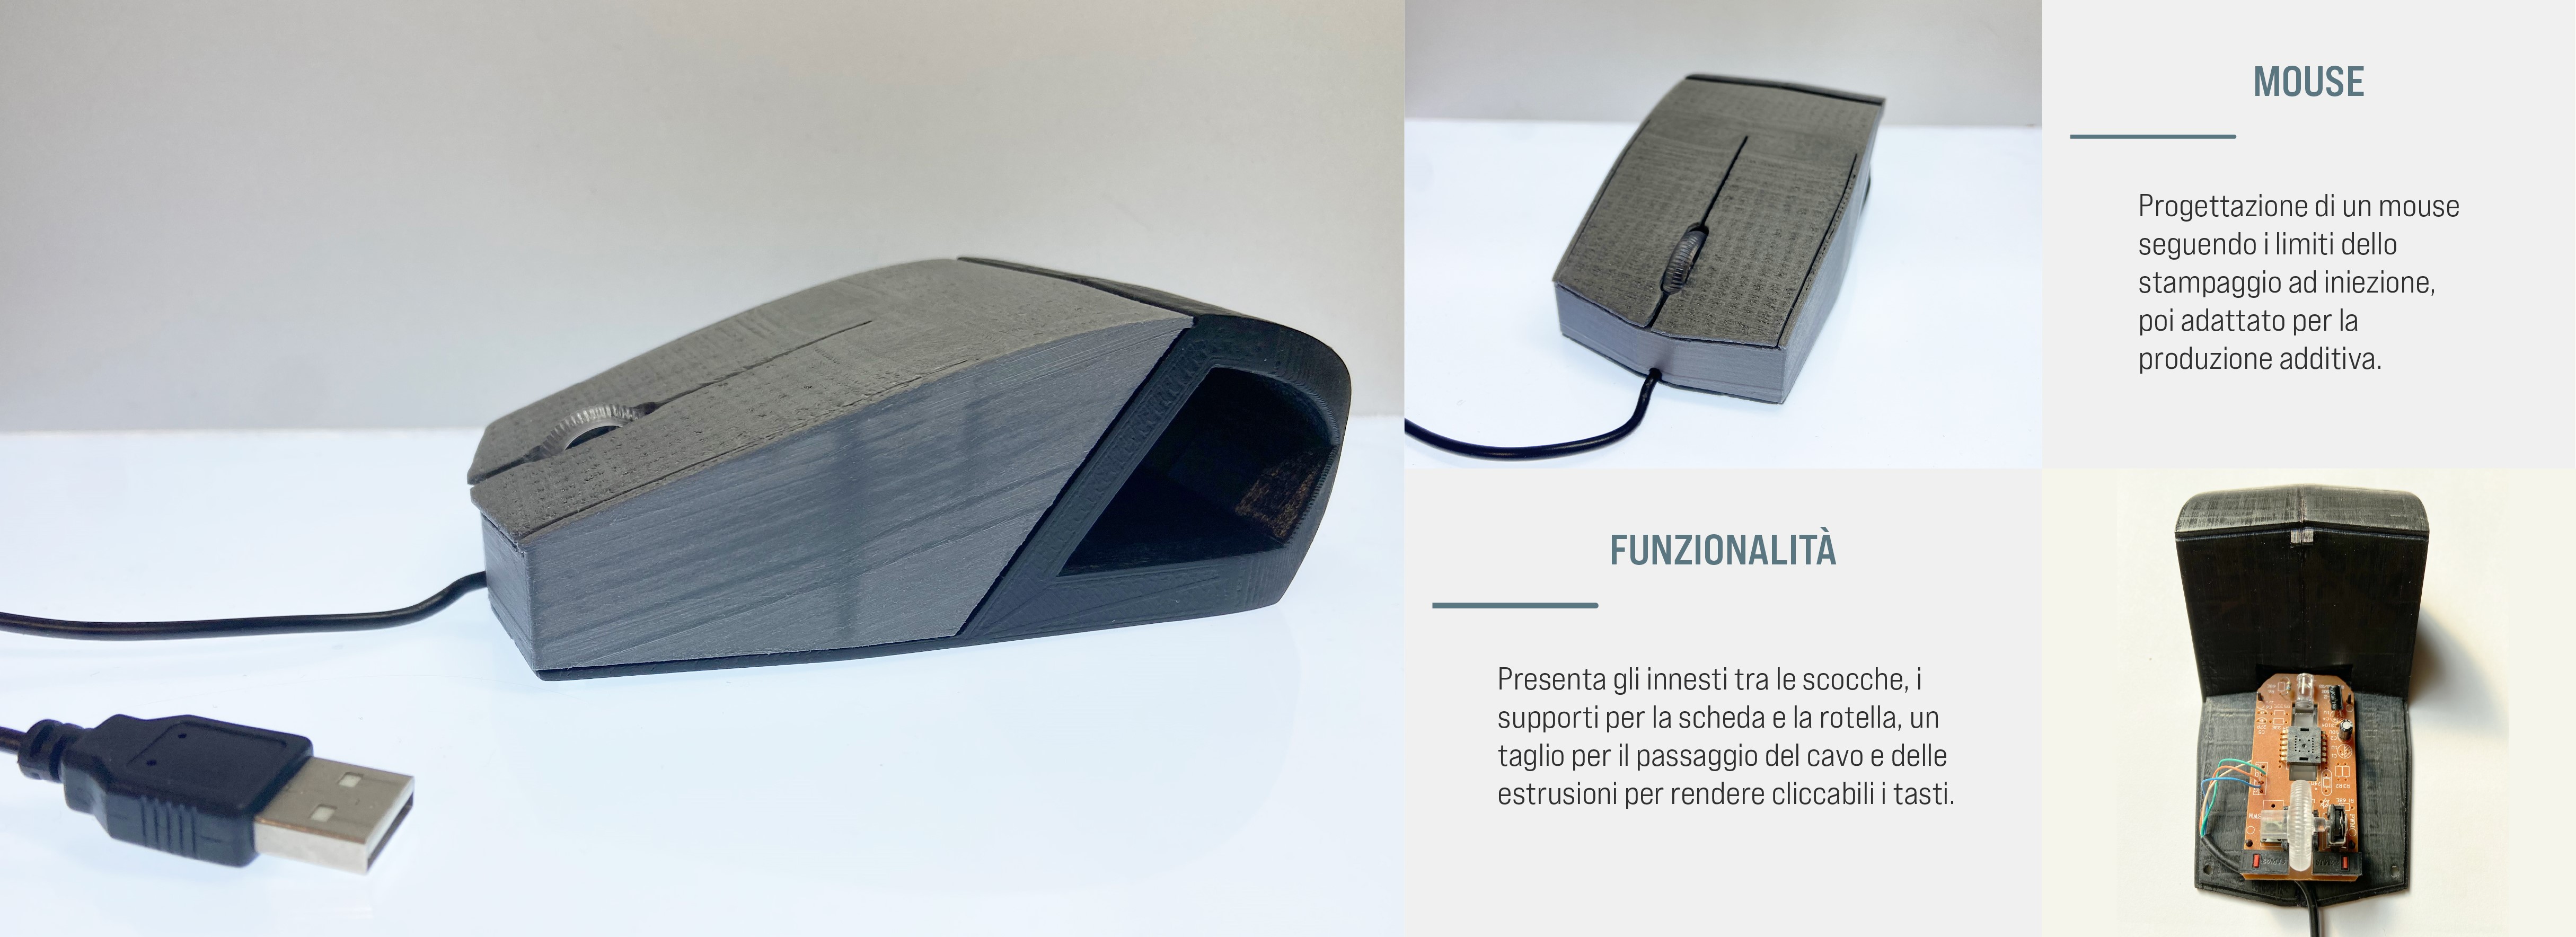 MOUSE
Progettazione di un mouse
seguendo i limiti dello
stampaggio ad iniezione,
poi adattato per la
produzione additiva.
FUNZIONALITÀ
Presenta gli innesti tra le scocche, i
supporti per la scheda e la rotella, un
taglio per il passaggio del cavo e delle
estrusioni per rendere cliccabili i tasti.